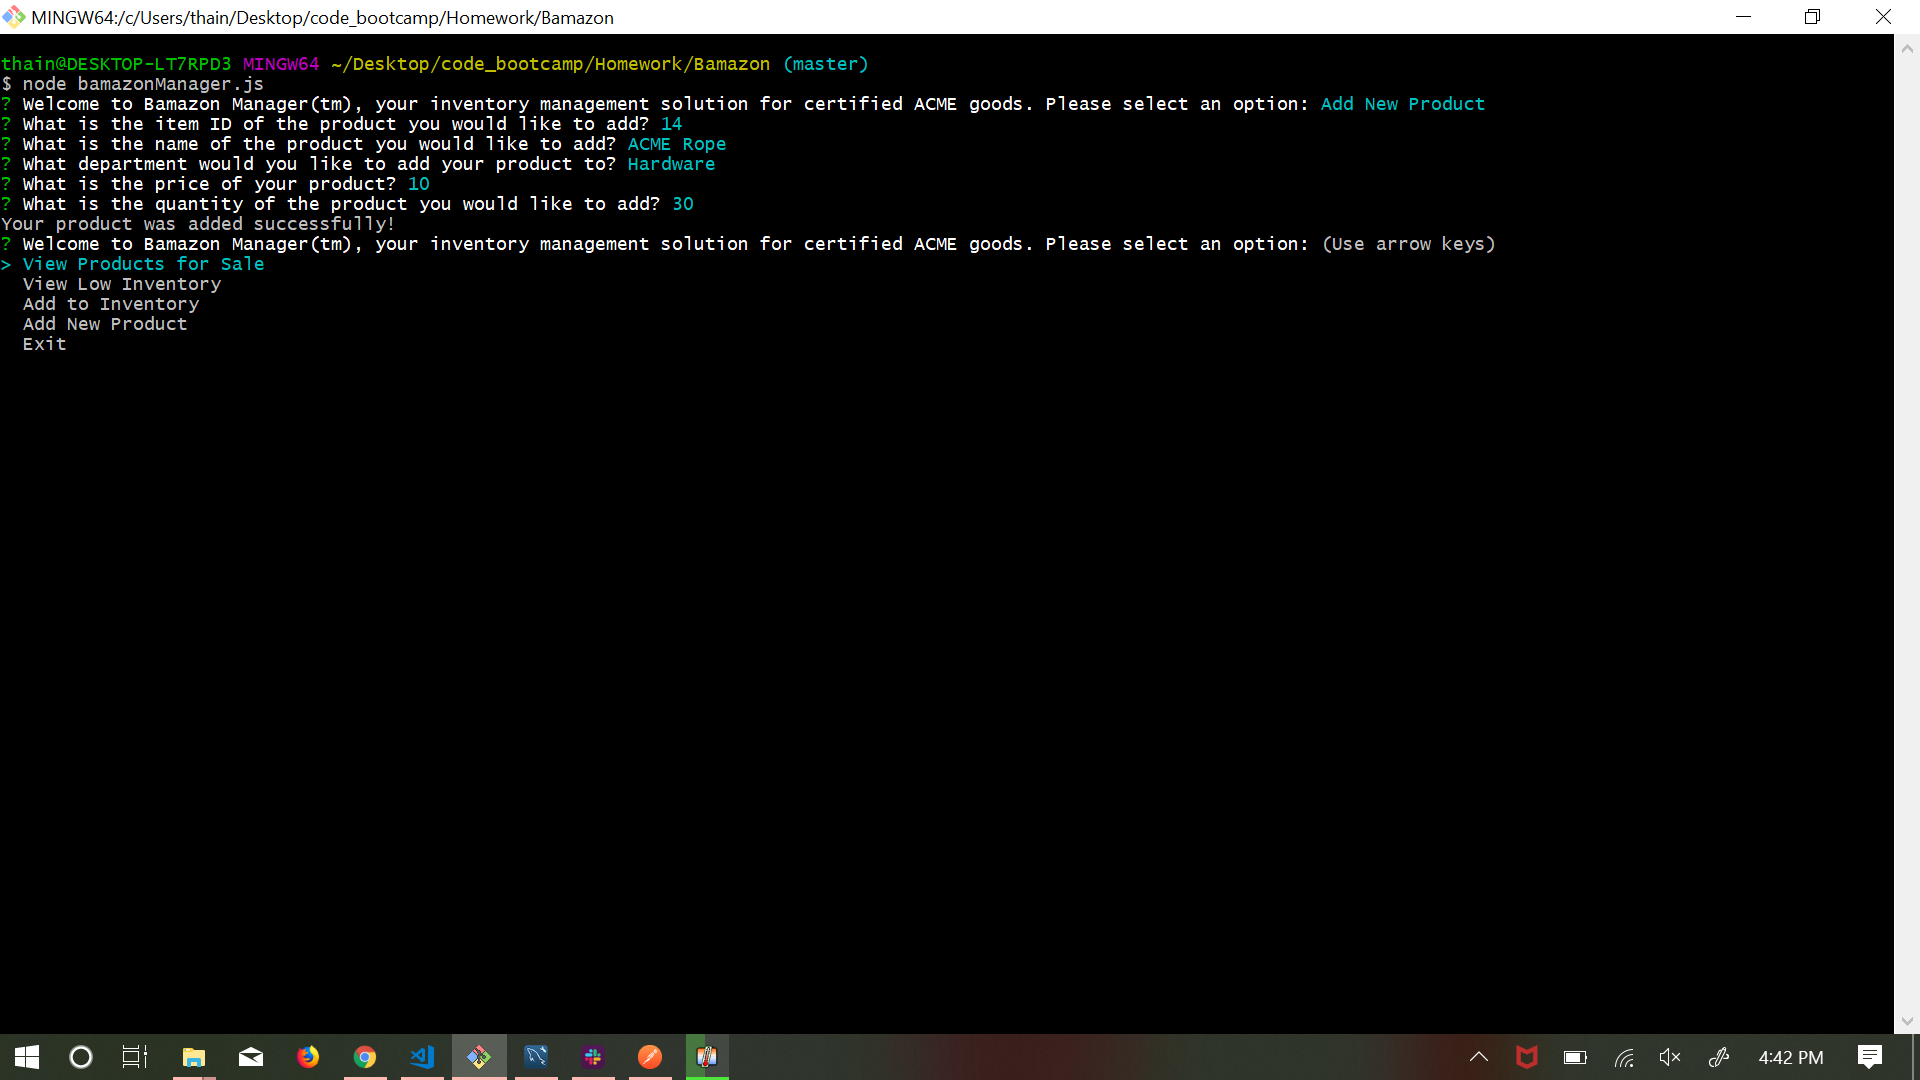 MINGW64:/c/Users/thain/Desktop/code_bootcamp/Homework/Bamazon
thain@DESKTOP-LT7RPD3 MINGW64 ~/Desktop/code_bootcamp/Homework/Bamazon (master)
$ node bamazonManager.js
? Welcome to Bamazon Manager(tm), your inventory management solution for certified ACME goods. Please select an option: Add New Product
? What is the item ID of the product you would like to add? 14
? What is the name of the product you would like to add? ACME Rope
? What department would you like to add your product to? Hardware
? What is the price of your product? 10
? What is the quantity of the product you would like to add? 30
Your product was added successfully!
? Welcome to Bamazon Manager(tm), your inventory management solution for certified ACME goods. Please select an option: (Use arrow keys)
> View Products for Sale
  View Low Inventory
  Add to Inventory
  Add New Product
  Exit
4:42 PM